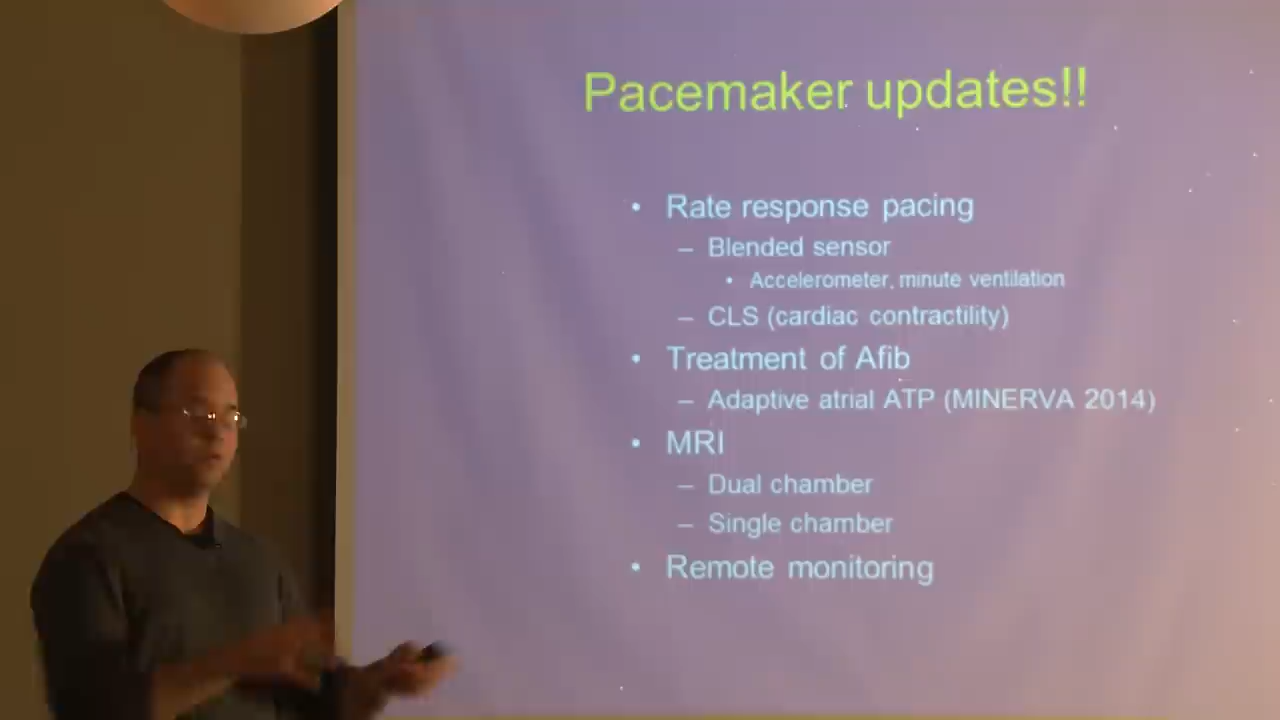 Pacemaker updates!!
• Rate response pacing
– Blended sensor
• Accelerometer, minute ventilation
– CLS (cardiac contractility)
• Treatment of Afib
– Adaptive atrial ATP (MINERVA 2014)
• MRI
– Dual chamber
– Single chamber
• Remote monitoring